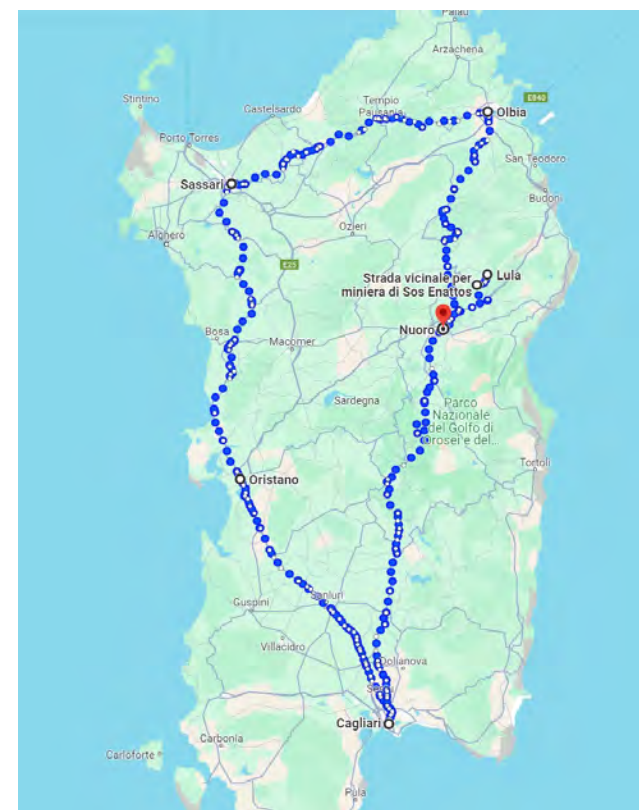 Palau
Arzachena
Stintino
E840
Castelsardo
Tempio
Pausania
Olbia
Porto Torres
San Teodoro
Sassari
Budoni
Ozieri
Alghero
E25
Strada vicinale per
miniera di Sos Enattos
Lula
Nuoro
Bosa
Macomer
Sardegna
Parco
Nazionale
del Golfo di
Orosei e del...
Tortolì
Oristano
Sanluri
Guspini
Villacidro
Dolianova
Cagliari
Carbonia
Carloforte
Pula